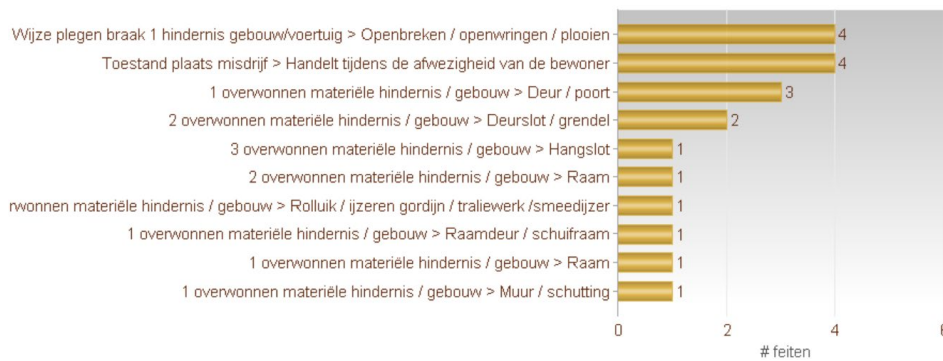 Wijze plegen braak 1 hindernis gebouw/voertuig > Openbreken / openwringen / plooien 4
Toestand plaats misdrijf > Handelt tijdens de afwezigheid van de bewoner 4
1 overwonnen materiële hindernis / gebouw > Deur / poort 3
2 overwonnen materiële hindernis / gebouw > Deurslot / grendel 2
3 overwonnen materiële hindernis / gebouw > Hangslot 1
2 overwonnen materiële hindernis / gebouw > Raam 1
rwonnen materiële hindernis / gebouw > Rolluik / ijzeren gordijn / traliewerk /smeedijzer 1
1 overwonnen materiële hindernis / gebouw > Raamdeur / schuifraam 1
1 overwonnen materiële hindernis / gebouw > Raam 1
1 overwonnen materiële hindernis / gebouw > Muur / schutting 1
0 2 4 6
# feiten